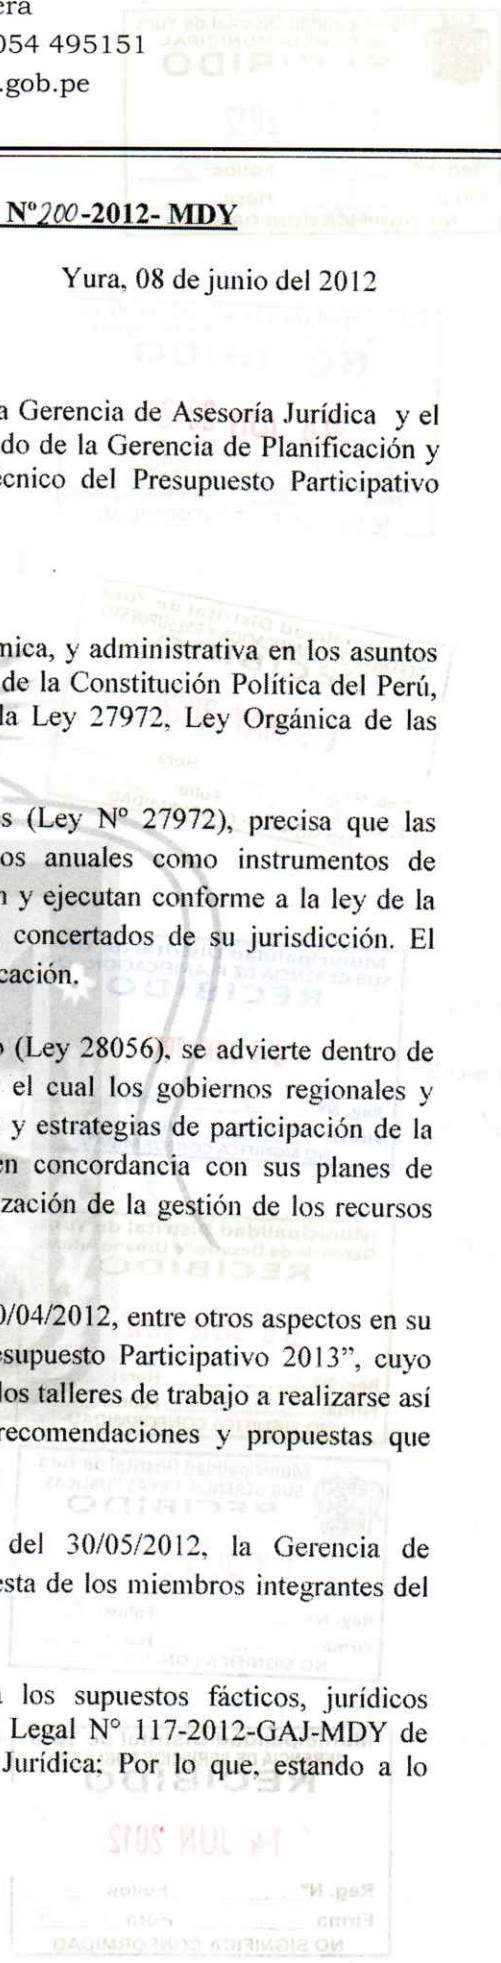 era
054 495151
.gob.pe
Nº 200-2012- MDY
Yura, 08 de junio del 2012
a Gerencia de Asesoría Jurídica y el
do de la Gerencia de Planificación y
écnico del Presupuesto Participativo
mica, y administrativa en los asuntos
de la Constitución Política del Perú,
la Ley 27972, Ley Orgánica de las
s (Ley Nº 27972), precisa que las
os anuales como instrumentos de
n y ejecutan conforme a la ley de la
concertados de su jurisdicción. El
cación.
o (Ley 28056), se advierte dentro de
el cual los gobiernos regionales y
y estrategias de participación de la
en concordancia con sus planes de
zación de la gestión de los recursos
0/04/2012, entre otros aspectos en su
esupuesto Participativo 2013”, cuyo
los talleres de trabajo a realizarse así
recomendaciones y propuestas que
del 30/05/2012, la Gerencia de
esta de los miembros integrantes del
los supuestos fácticos, jurídicos
Legal N° 117-2012-GAJ-MDY de
Jurídica; Por lo que, estando a lo
RECIBIDO
14 JUN 2012
Reg. Nº
Firma
NO SIGNIFICA CONFORMIDAD